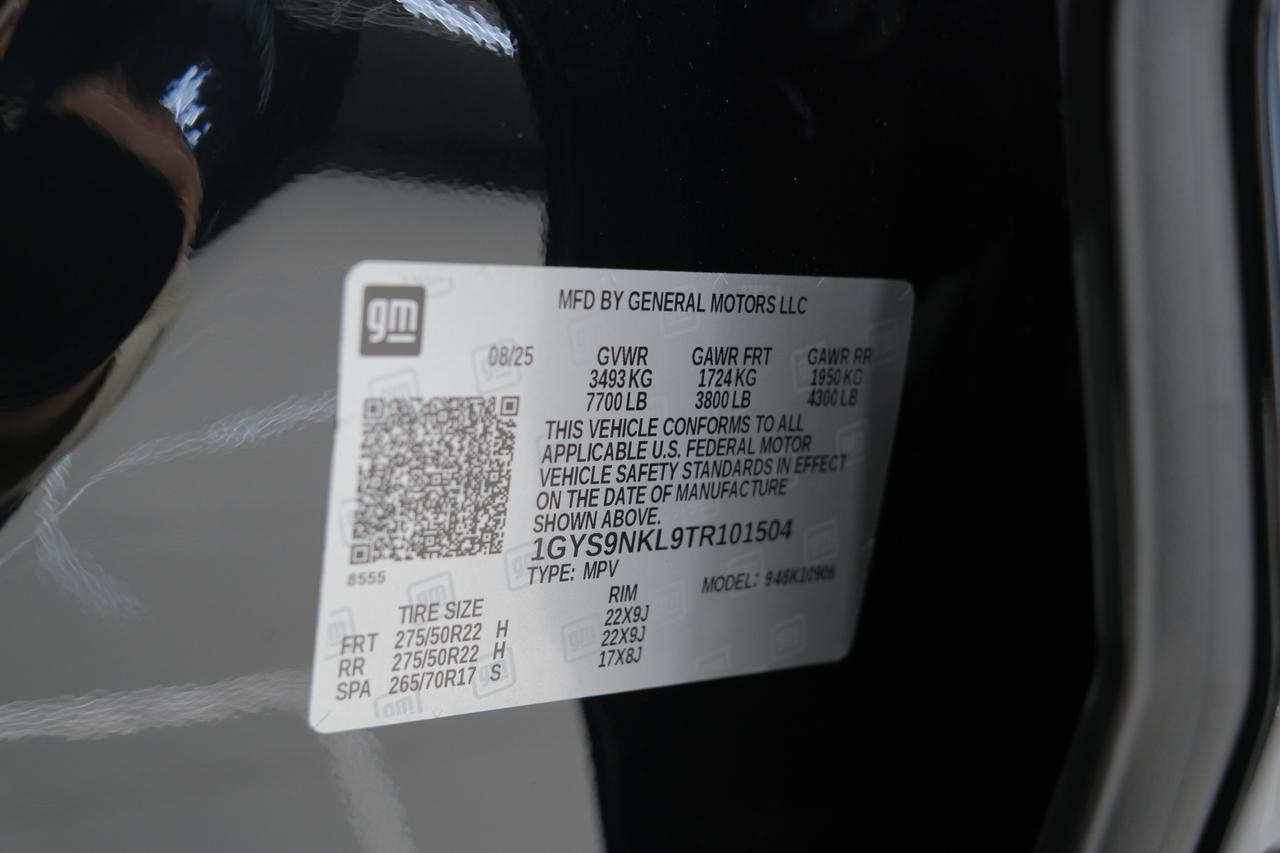 gm
MFD BY GENERAL MOTORS LLC
08/25 GVWR GAWR FRT GAWR RR
3493 KG 1724 KG 1950 KG
7700 LB 3800 LB 4300 LB
THIS VEHICLE CONFORMS TO ALL
APPLICABLE U.S. FEDERAL MOTOR
VEHICLE SAFETY STANDARDS IN EFFECT
ON THE DATE OF MANUFACTURE
SHOWN ABOVE.
1GYS9NKL9TR101504
8555
TYPE: MPV MODEL: 946K10906
TIRE SIZE RIM
FRT 275/50R22 H 22X9J
RR 275/50R22 H 22X9J
SPA 265/70R17 S 17X8J